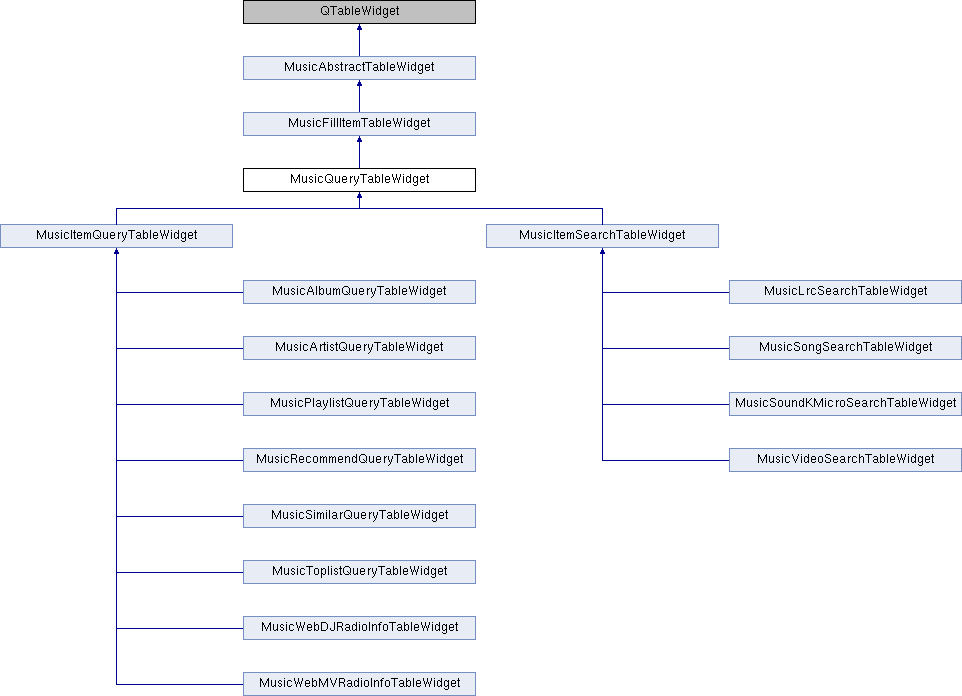 QTableWidget
MusicAbstractTableWidget
MusicFillItemTableWidget
MusicQueryTableWidget
MusicItemQueryTableWidget
MusicItemSearchTableWidget
MusicAlbumQueryTableWidget
MusicLrcSearchTableWidget
MusicArtistQueryTableWidget
MusicSongSearchTableWidget
MusicPlaylistQueryTableWidget
MusicSoundKMicroSearchTableWidget
MusicRecommendQueryTableWidget
MusicVideoSearchTableWidget
MusicSimilarQueryTableWidget
MusicToplistQueryTableWidget
MusicWebDJRadioInfoTableWidget
MusicWebMVRadioInfoTableWidget